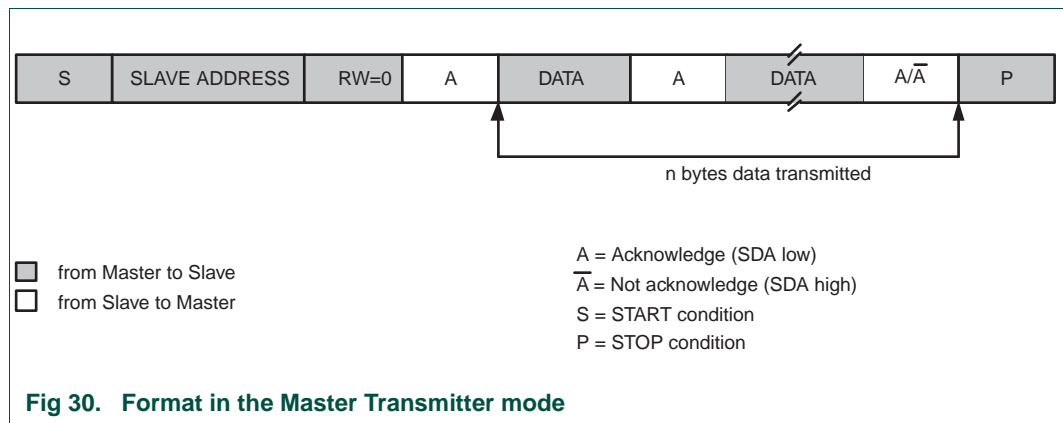 S SLAVE ADDRESS RW=0 A DATA A DATA A/A̅ P
n bytes data transmitted
from Master to Slave
from Slave to Master
A = Acknowledge (SDA low)
A̅ = Not acknowledge (SDA high)
S = START condition
P = STOP condition
Fig 30. Format in the Master Transmitter mode